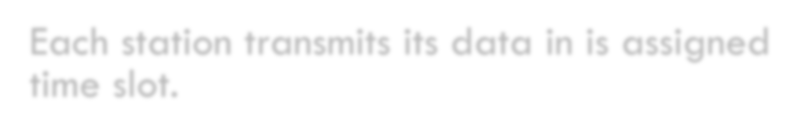 Each station transmits its data in is assigned
time slot.